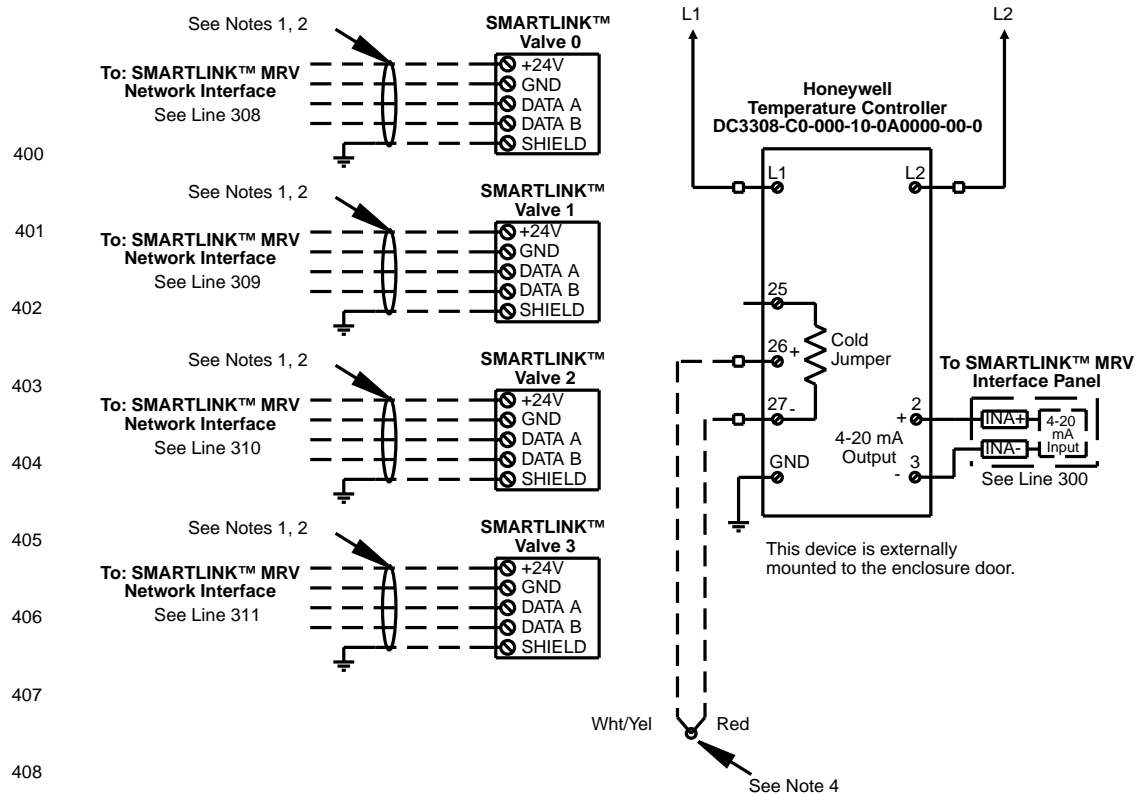 See Notes 1, 2
SMARTLINK™
Valve 0
To: SMARTLINK™ MRV
Network Interface
See Line 308
+24V
GND
DATA A
DATA B
SHIELD
400
See Notes 1, 2
SMARTLINK™
Valve 1
401
To: SMARTLINK™ MRV
Network Interface
See Line 309
+24V
GND
DATA A
DATA B
SHIELD
402
See Notes 1, 2
SMARTLINK™
Valve 2
403
To: SMARTLINK™ MRV
Network Interface
See Line 310
+24V
GND
DATA A
DATA B
SHIELD
404
See Notes 1, 2
SMARTLINK™
Valve 3
405
To: SMARTLINK™ MRV
Network Interface
See Line 311
+24V
GND
DATA A
DATA B
SHIELD
406
407
408
L1
L2
Honeywell
Temperature Controller
DC3308-C0-000-10-0A0000-00-0
L1
L2
25
26
+
Cold
Jumper
27
-
GND
2
+
4-20 mA
Output
3
-
To SMARTLINK™ MRV
Interface Panel
INA+
INA-
4-20
mA
Input
See Line 300
This device is externally
mounted to the enclosure door.
Wht/Yel
Red
See Note 4